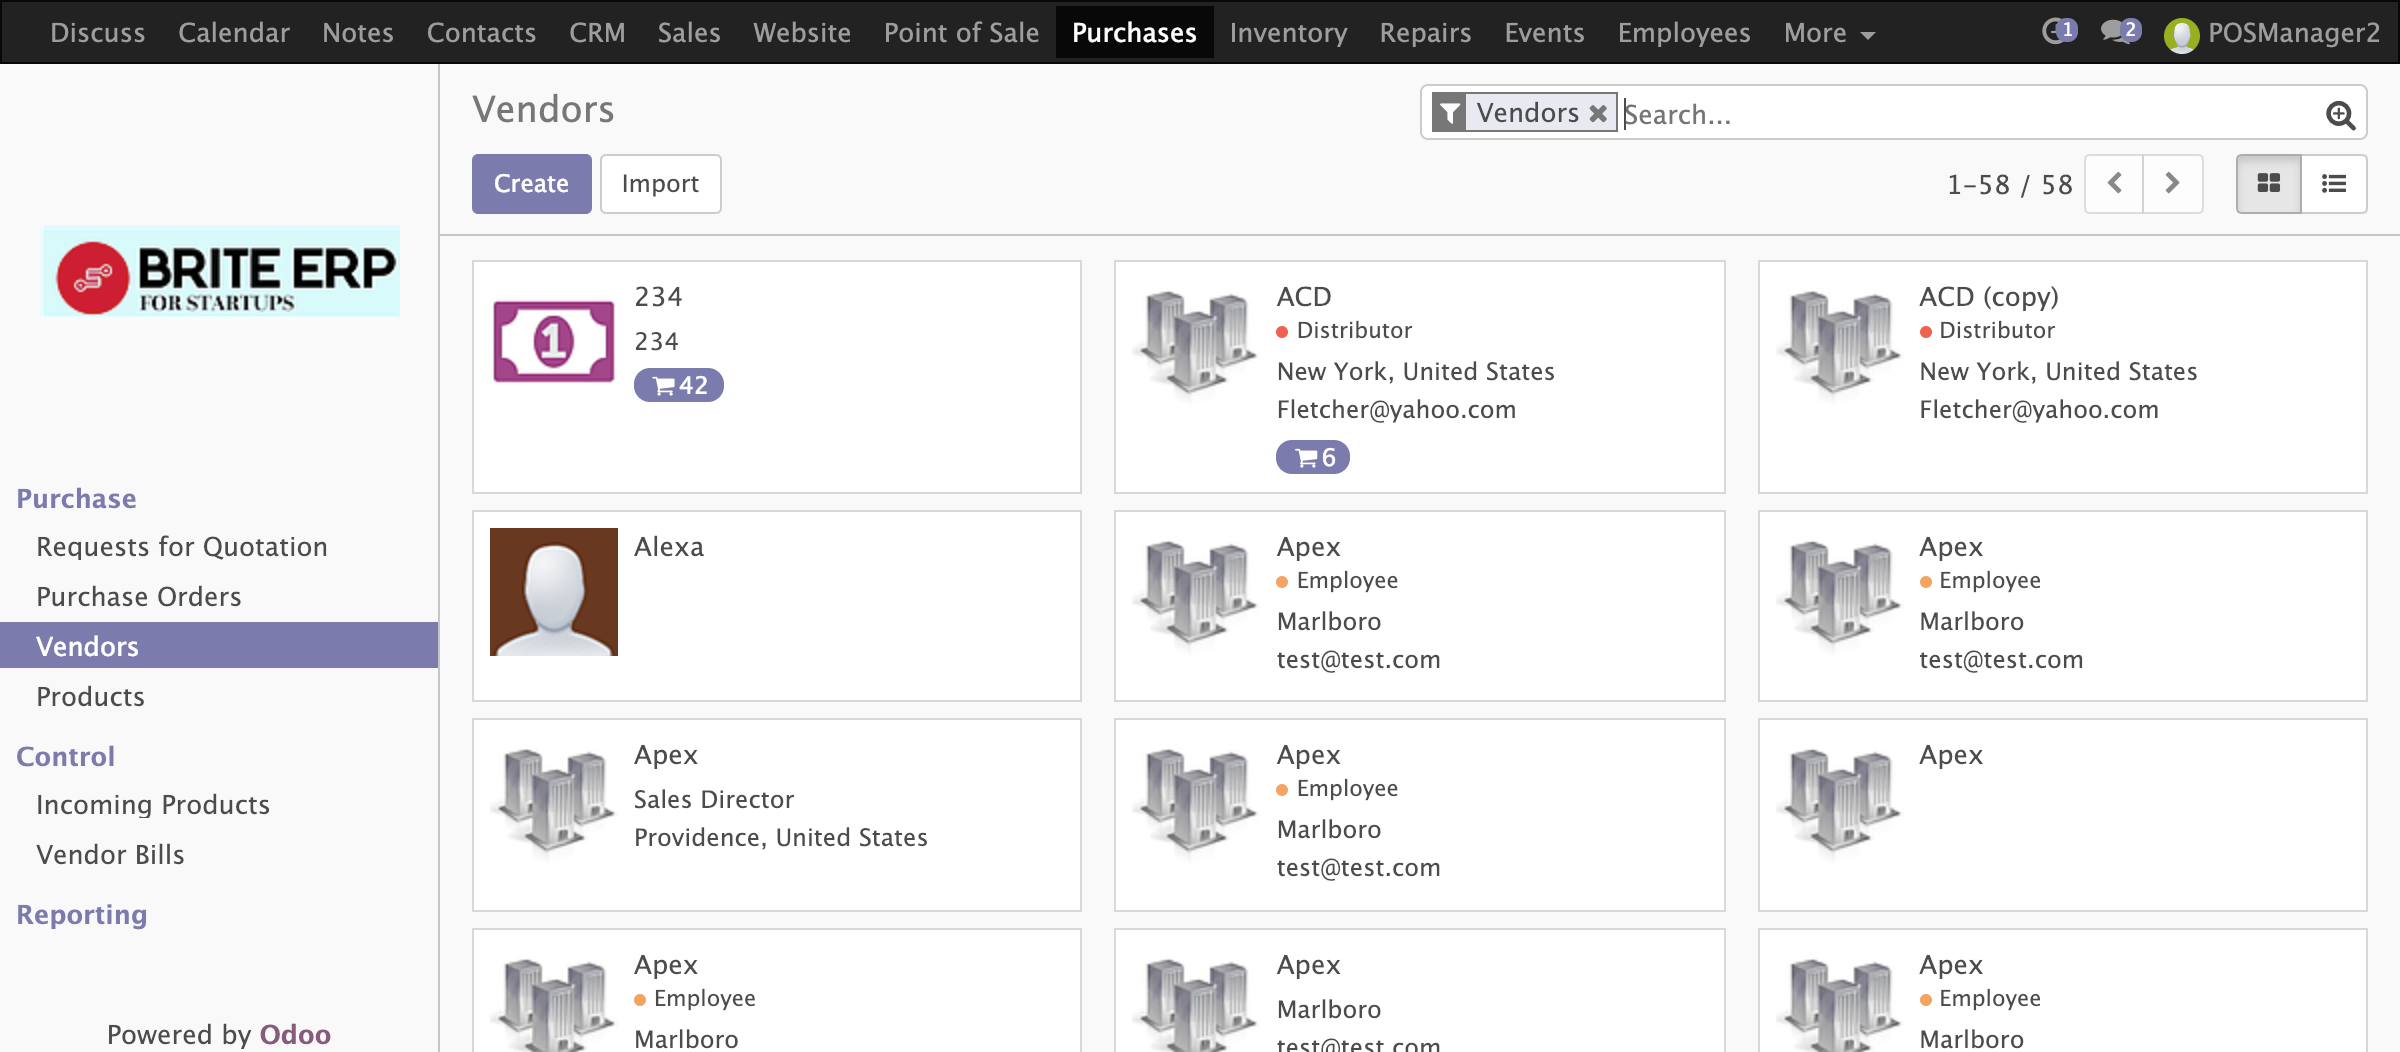 Discuss Calendar Notes Contacts CRM Sales Website Point of Sale Purchases Inventory Repairs Events Employees More 1 2 POSManager2
Vendors
Vendors Search...
Create Import
1-58 / 58
BRITE ERP
FOR STARTUPS
Purchase
Requests for Quotation
Purchase Orders
Vendors
Products
Control
Incoming Products
Vendor Bills
Reporting
Powered by Odoo
1
234
234
42
ACD
Distributor
New York, United States
Fletcher@yahoo.com
6
ACD (copy)
Distributor
New York, United States
Fletcher@yahoo.com
Alexa
Apex
Employee
Marlboro
test@test.com
Apex
Employee
Marlboro
test@test.com
Apex
Sales Director
Providence, United States
Apex
Employee
Marlboro
test@test.com
Apex
Apex
Employee
Marlboro
Apex
Marlboro
test@test.com
Apex
Employee
Marlboro